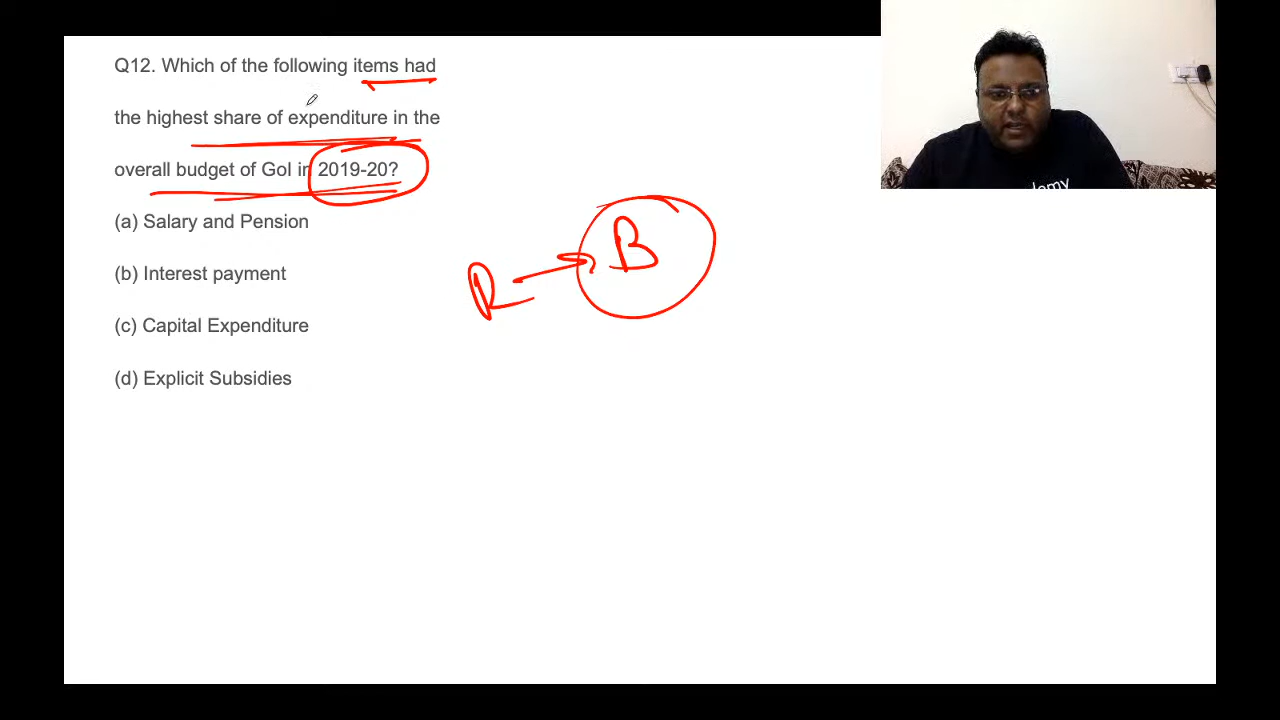 Q12. Which of the following items had
the highest share of expenditure in the
overall budget of GoI in 2019-20?
(a) Salary and Pension
(b) Interest payment
(c) Capital Expenditure
(d) Explicit Subsidies
B
R